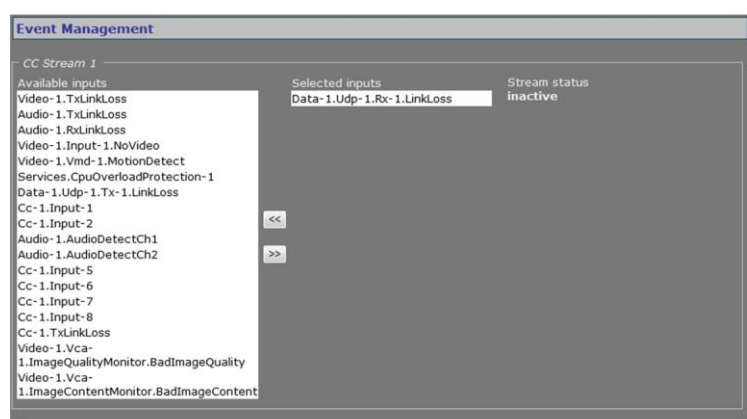 Event Management
CC Stream 1
Available inputs
Video-1.TxLinkLoss
Audio-1.TxLinkLoss
Audio-1.RxLinkLoss
Video-1.Input-1.NoVideo
Video-1.Vmd-1.MotionDetect
Services.CpuOverloadProtection-1
Data-1.Udp-1.Tx-1.LinkLoss
Cc-1.Input-1
Cc-1.Input-2
Audio-1.AudioDetectCh1
Audio-1.AudioDetectCh2
Cc-1.Input-5
Cc-1.Input-6
Cc-1.Input-7
Cc-1.Input-8
Cc-1.TxLinkLoss
Video-1.Vca-
1.ImageQualityMonitor.BadImageQuality
Video-1.Vca-
1.ImageContentMonitor.BadImageContent
<<
>>
Selected inputs
Data-1.Udp-1.Rx-1.LinkLoss
Stream status
inactive